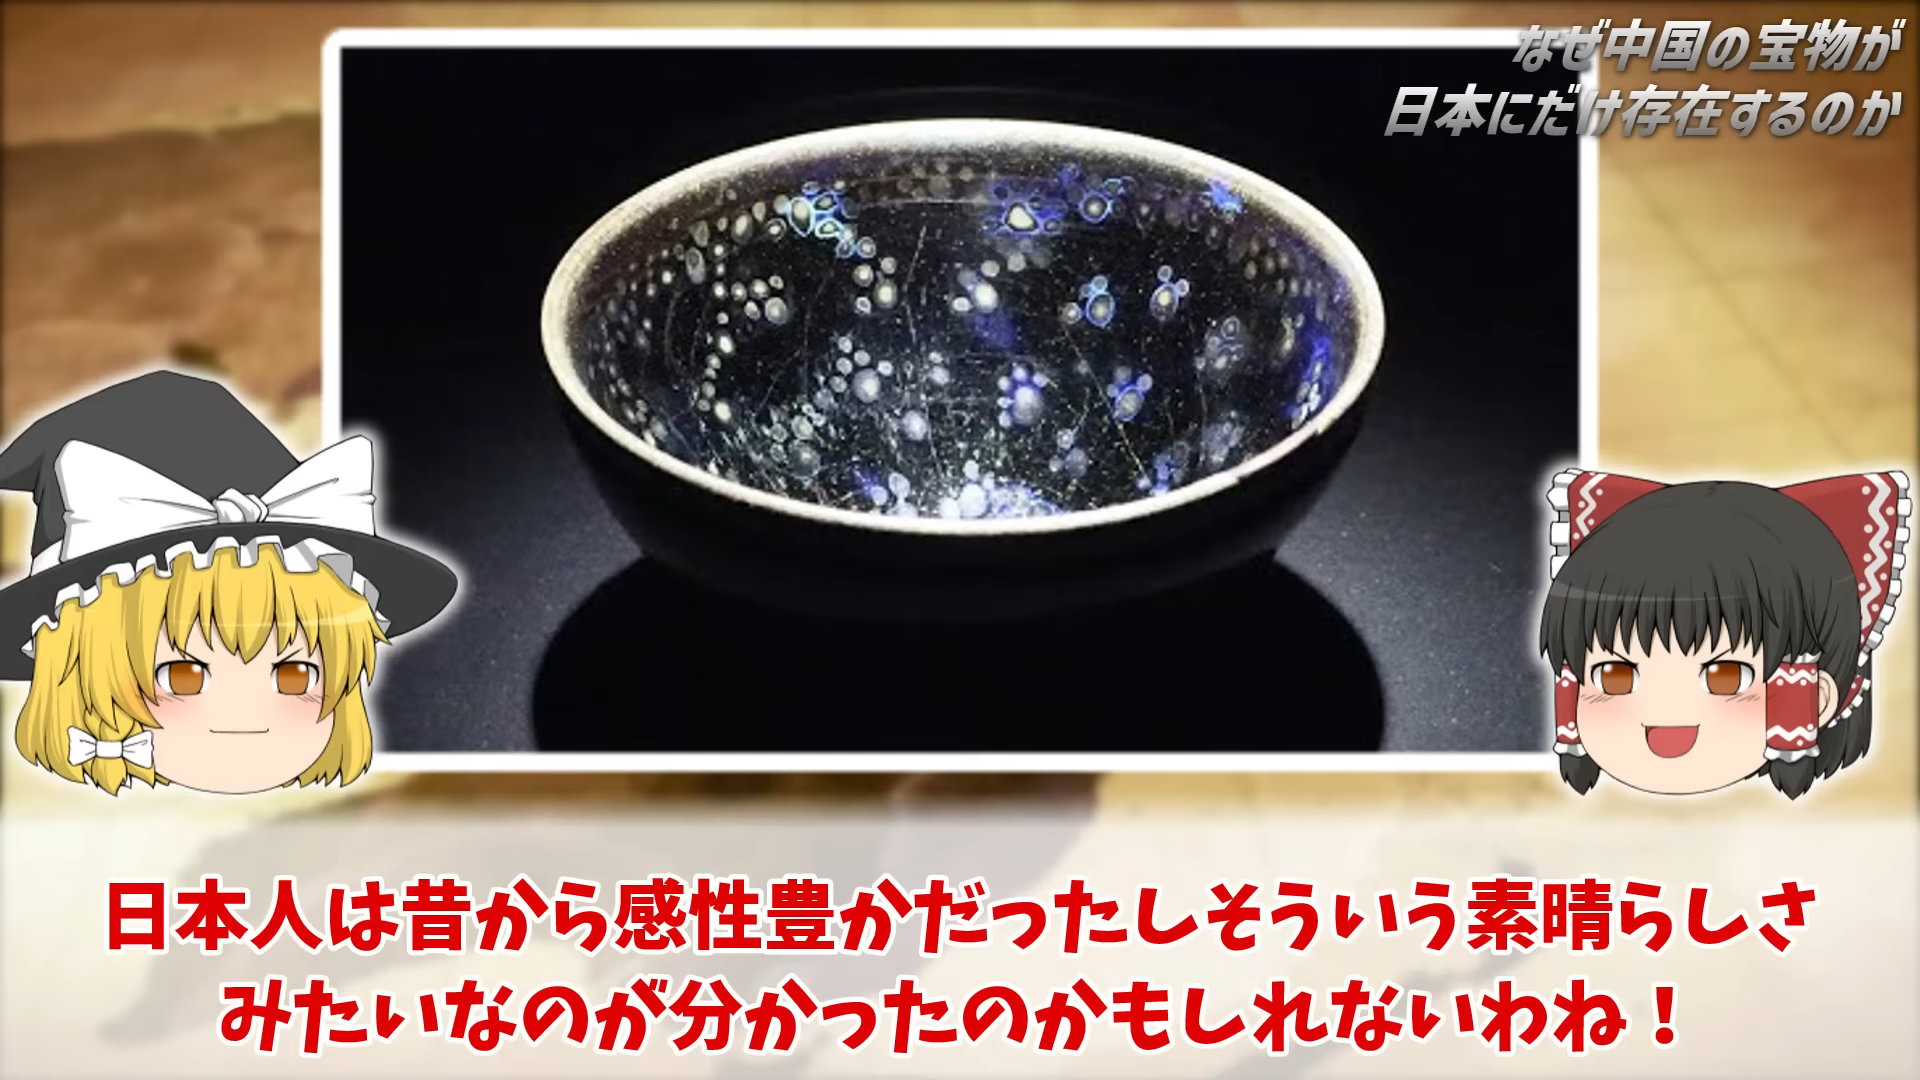 なぜ中国の宝物が
日本にだけ存在するのか
日本人は昔から感性豊かだったしそういう素晴らしさ
みたいなのが分かったのかもしれないわね！